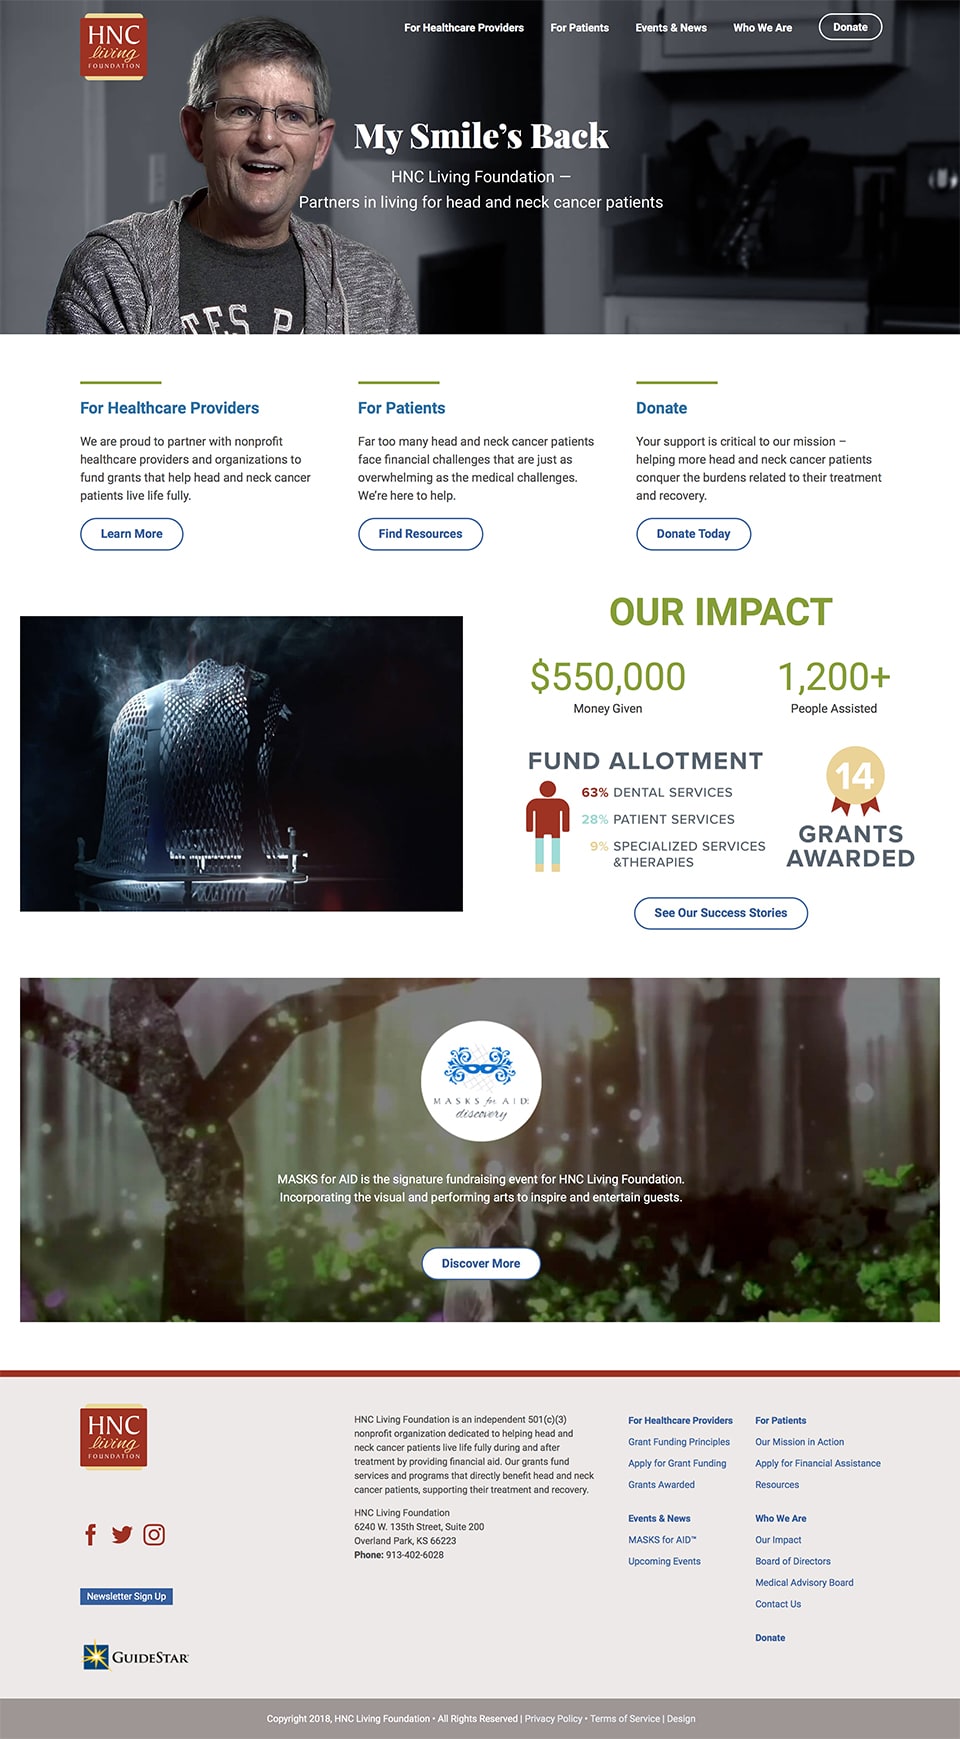 HNC
living
FOUNDATION
For Healthcare Providers
For Patients
Events & News
Who We Are
Donate
My Smile’s Back
HNC Living Foundation —
Partners in living for head and neck cancer patients
For Healthcare Providers
We are proud to partner with nonprofit
healthcare providers and organizations to
fund grants that help head and neck cancer
patients live life fully.
Learn More
For Patients
Far too many head and neck cancer patients
face financial challenges that are just as
overwhelming as the medical challenges.
We’re here to help.
Find Resources
Donate
Your support is critical to our mission –
helping more head and neck cancer patients
conquer the burdens related to their treatment
and recovery.
Donate Today
OUR IMPACT
$550,000
Money Given
1,200+
People Assisted
FUND ALLOTMENT
63% DENTAL SERVICES
28% PATIENT SERVICES
9% SPECIALIZED SERVICES
&THERAPIES
14
GRANTS
AWARDED
See Our Success Stories
MASKS for AID:
discovery
MASKS for AID is the signature fundraising event for HNC Living Foundation.
Incorporating the visual and performing arts to inspire and entertain guests.
Discover More
HNC
living
FOUNDATION
Newsletter Sign Up
GUIDESTAR
HNC Living Foundation is an independent 501(c)(3)
nonprofit organization dedicated to helping head and
neck cancer patients live life fully during and after
treatment by providing financial aid. Our grants fund
services and programs that directly benefit head and neck
cancer patients, supporting their treatment and recovery.
HNC Living Foundation
6240 W. 135th Street, Suite 200
Overland Park, KS 66223
Phone: 913-402-6028
For Healthcare Providers
Grant Funding Principles
Apply for Grant Funding
Grants Awarded
Events & News
MASKS for AID™
Upcoming Events
For Patients
Our Mission in Action
Apply for Financial Assistance
Resources
Who We Are
Our Impact
Board of Directors
Medical Advisory Board
Contact Us
Donate
Copyright 2018, HNC Living Foundation • All Rights Reserved | Privacy Policy • Terms of Service | Design